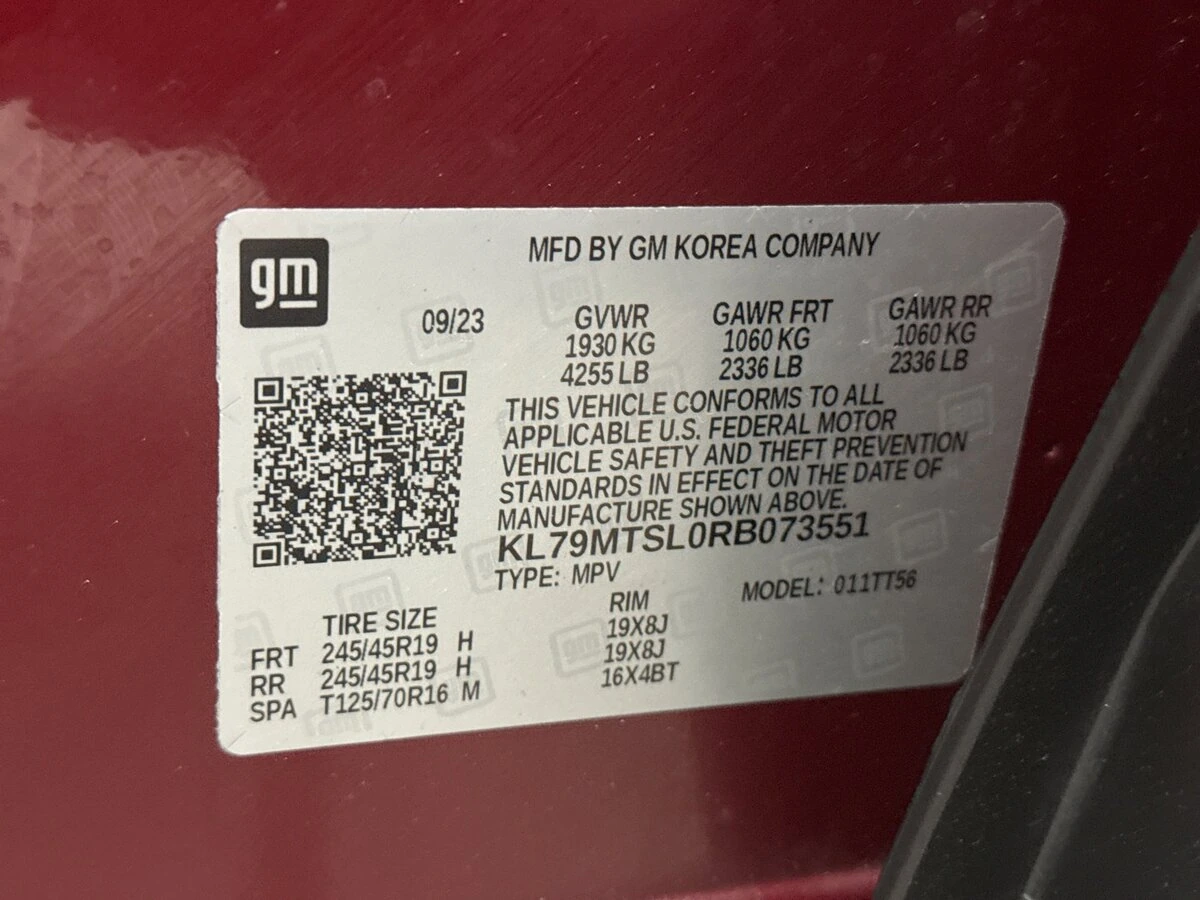 gm
MFD BY GM KOREA COMPANY
09/23 GVWR GAWR FRT GAWR RR
1930 KG 1060 KG 1060 KG
4255 LB 2336 LB 2336 LB
THIS VEHICLE CONFORMS TO ALL
APPLICABLE U.S. FEDERAL MOTOR
VEHICLE SAFETY AND THEFT PREVENTION
STANDARDS IN EFFECT ON THE DATE OF
MANUFACTURE SHOWN ABOVE.
KL79MTSL0RB073551
TYPE: MPV MODEL: 011TT56
TIRE SIZE RIM
FRT 245/45R19 H 19X8J
RR 245/45R19 H 19X8J
SPA T125/70R16 M 16X4BT